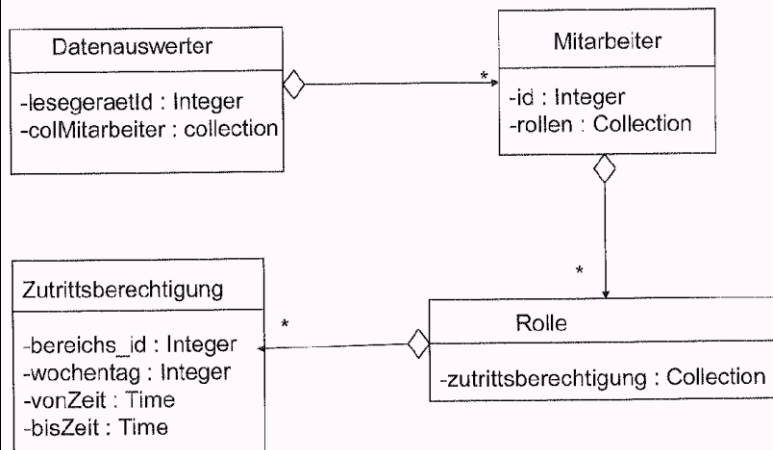 Datenauswerter
-lesegeraetId : Integer
-colMitarbeiter : collection
*
Mitarbeiter
-id : Integer
-rollen : Collection
*
Zutrittsberechtigung
-bereichs_id : Integer
-wochentag : Integer
-vonZeit : Time
-bisZeit : Time
*
Rolle
-zutrittsberechtigung : Collection